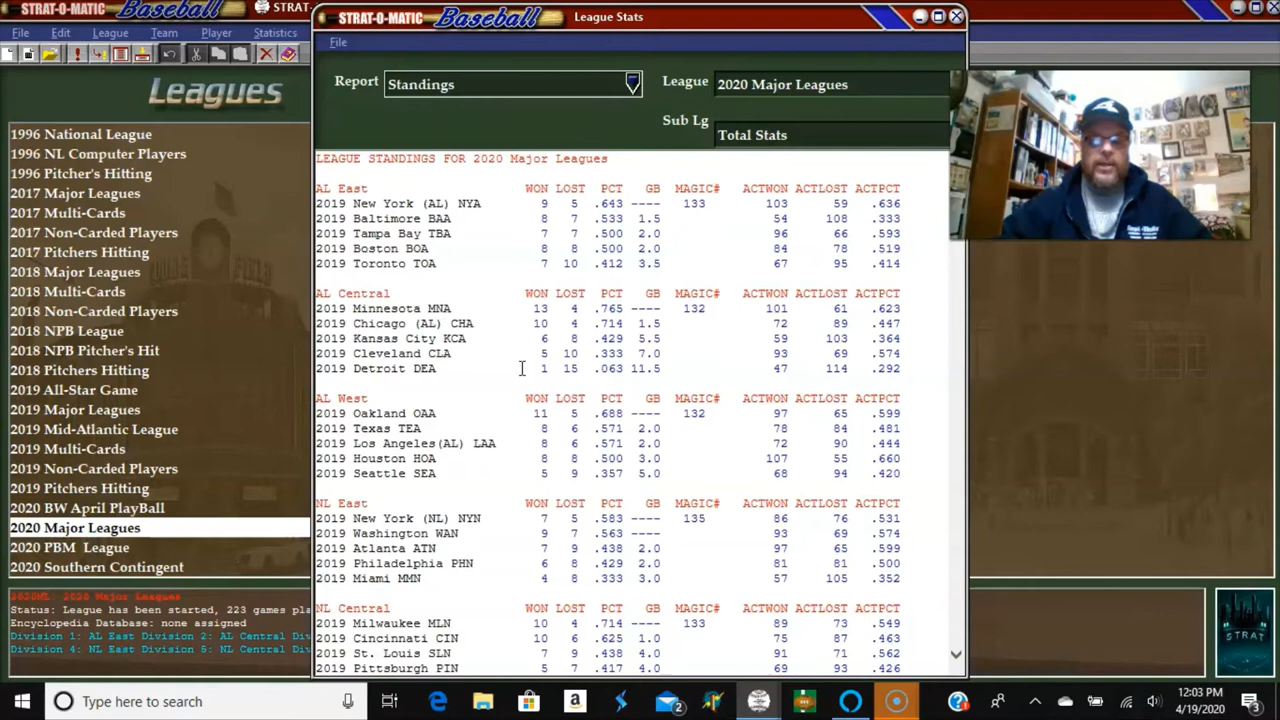 STRAT-O-MATIC Baseball STRAT-
STRAT-O-MATIC Baseball League Stats
File Edit League Team Player Statistics
File
Leagues
Report Standings League 2020 Major Leagues
Sub Lg Total Stats
1996 National League
1996 NL Computer Players
1996 Pitcher's Hitting
2017 Major Leagues
2017 Multi-Cards
2017 Non-Carded Players
2017 Pitchers Hitting
2018 Major Leagues
2018 Multi-Cards
2018 Non-Carded Players
2018 NPB League
2018 NPB Pitcher's Hit
2018 Pitchers Hitting
2019 All-Star Game
2019 Major Leagues
2019 Mid-Atlantic League
2019 Multi-Cards
2019 Non-Carded Players
2019 Pitchers Hitting
2020 BW April PlayBall
2020 Major Leagues
2020 PBM League
2020 Southern Contingent
LEAGUE STANDINGS FOR 2020 Major Leagues
AL East WON LOST PCT GB MAGIC# ACTWON ACTLOST ACTPCT
2019 New York (AL) NYA 9 5 .643 ---- 133 103 59 .636
2019 Baltimore BAA 8 7 .533 1.5 54 108 .333
2019 Tampa Bay TBA 7 7 .500 2.0 96 66 .593
2019 Boston BOA 8 8 .500 2.0 84 78 .519
2019 Toronto TOA 7 10 .412 3.5 67 95 .414
AL Central WON LOST PCT GB MAGIC# ACTWON ACTLOST ACTPCT
2019 Minnesota MNA 13 4 .765 ---- 132 101 61 .623
2019 Chicago (AL) CHA 10 4 .714 1.5 72 89 .447
2019 Kansas City KCA 6 8 .429 5.5 59 103 .364
2019 Cleveland CLA 5 10 .333 7.0 93 69 .574
2019 Detroit DEA 1 15 .063 11.5 47 114 .292
AL West WON LOST PCT GB MAGIC# ACTWON ACTLOST ACTPCT
2019 Oakland OAA 11 5 .688 ---- 132 97 65 .599
2019 Texas TEA 8 6 .571 2.0 78 84 .481
2019 Los Angeles(AL) LAA 8 6 .571 2.0 72 90 .444
2019 Houston HOA 8 8 .500 3.0 107 55 .660
2019 Seattle SEA 5 9 .357 5.0 68 94 .420
NL East WON LOST PCT GB MAGIC# ACTWON ACTLOST ACTPCT
2019 New York (NL) NYN 7 5 .583 ---- 135 86 76 .531
2019 Washington WAN 9 7 .563 ---- 93 69 .574
2019 Atlanta ATN 7 9 .438 2.0 97 65 .599
2019 Philadelphia PHN 6 8 .429 2.0 81 81 .500
2019 Miami MMN 4 8 .333 3.0 57 105 .352
NL Central WON LOST PCT GB MAGIC# ACTWON ACTLOST ACTPCT
2019 Milwaukee MLN 10 4 .714 ---- 133 89 73 .549
2019 Cincinnati CIN 10 6 .625 1.0 75 87 .463
2019 St. Louis SLN 7 9 .438 4.0 91 71 .562
2019 Pittsburgh PIN 5 7 .417 4.0 69 93 .426
2020ML 2020 Major Leagues
Status: League has been started, 223 games pla
Encyclopedia Database: none assigned
Division 1: AL East Division 2: AL Central Div
Division 4: NL East Division 5: NL Central Div
STRAT
Type here to search
2
12:03 PM
4/19/2020
3